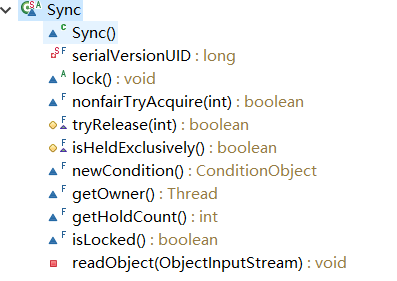 Sync
Sync()
serialVersionUID : long
lock() : void
nonfairTryAcquire(int) : boolean
tryRelease(int) : boolean
isHeldExclusively() : boolean
newCondition() : ConditionObject
getOwner() : Thread
getHoldCount() : int
isLocked() : boolean
readObject(ObjectInputStream) : void